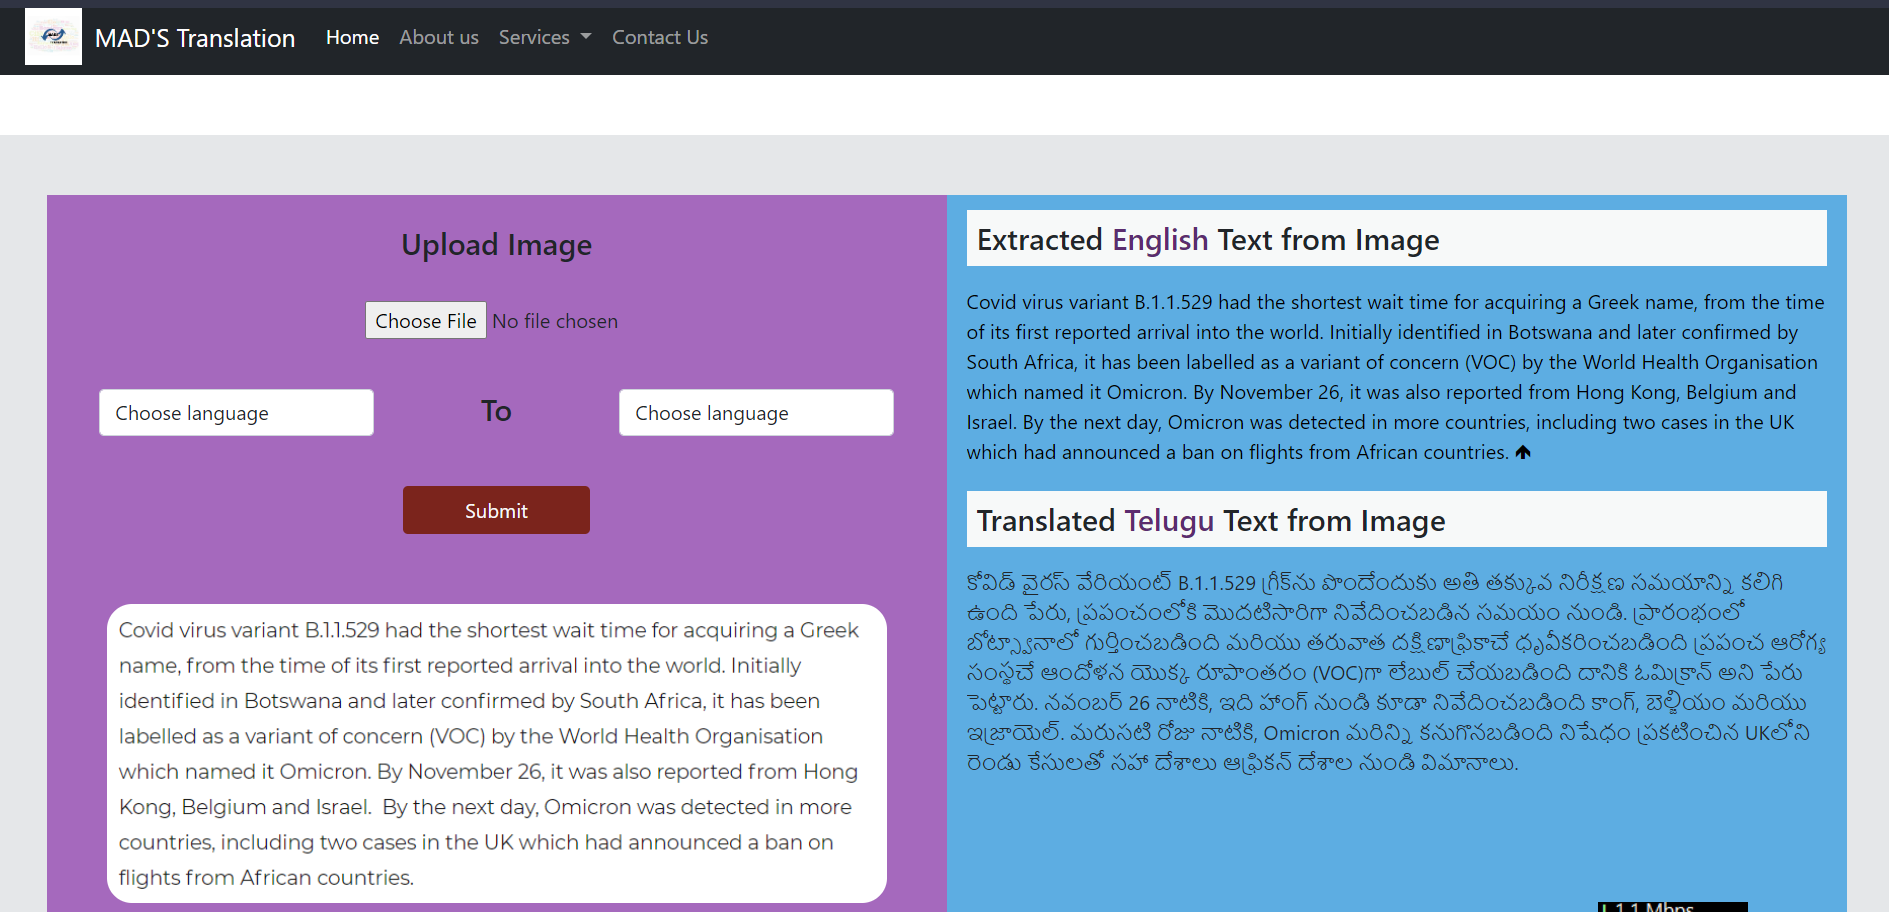 MAD'S Translation Home About us Services Contact Us
Upload Image
Choose File No file chosen
Choose language To Choose language
Submit
Covid virus variant B.1.1.529 had the shortest wait time for acquiring a Greek
name, from the time of its first reported arrival into the world. Initially
identified in Botswana and later confirmed by South Africa, it has been
labelled as a variant of concern (VOC) by the World Health Organisation
which named it Omicron. By November 26, it was also reported from Hong
Kong, Belgium and Israel.  By the next day, Omicron was detected in more
countries, including two cases in the UK which had announced a ban on
flights from African countries.
Extracted English Text from Image
Covid virus variant B.1.1.529 had the shortest wait time for acquiring a Greek name, from the time
of its first reported arrival into the world. Initially identified in Botswana and later confirmed by
South Africa, it has been labelled as a variant of concern (VOC) by the World Health Organisation
which named it Omicron. By November 26, it was also reported from Hong Kong, Belgium and
Israel. By the next day, Omicron was detected in more countries, including two cases in the UK
which had announced a ban on flights from African countries. 🡅
Translated Telugu Text from Image
కోవిడ్ వైరస్ వేరియంట్ B.1.1.529 గ్రీక్‌ను పొందేందుకు అతి తక్కువ నిరీక్షణ సమయాన్ని కలిగి
ఉంది పేరు, ప్రపంచంలోకి మొదటిసారిగా నివేదించబడిన సమయం నుండి. ప్రారంభంలో
బోట్స్వానాలో గుర్తించబడింది మరియు తరువాత దక్షిణాఫ్రికాచే ధృవీకరించబడింది ప్రపంచ ఆరోగ్య
సంస్థచే ఆందోళన యొక్క రూపాంతరం (VOC)గా లేబుల్ చేయబడింది దానికి ఓమిక్రాన్ అని పేరు
పెట్టారు. నవంబర్ 26 నాటికి, ఇది హాంగ్ నుండి కూడా నివేదించబడింది కాంగ్, బెల్జియం మరియు
ఇజ్రాయెల్. మరుసటి రోజు నాటికి, Omicron మరిన్ని కనుగొనబడింది నిషేధం ప్రకటించిన UKలోని
రెండు కేసులతో సహా దేశాలు ఆఫ్రికన్ దేశాల నుండి విమానాలు.
1.1 Mbps